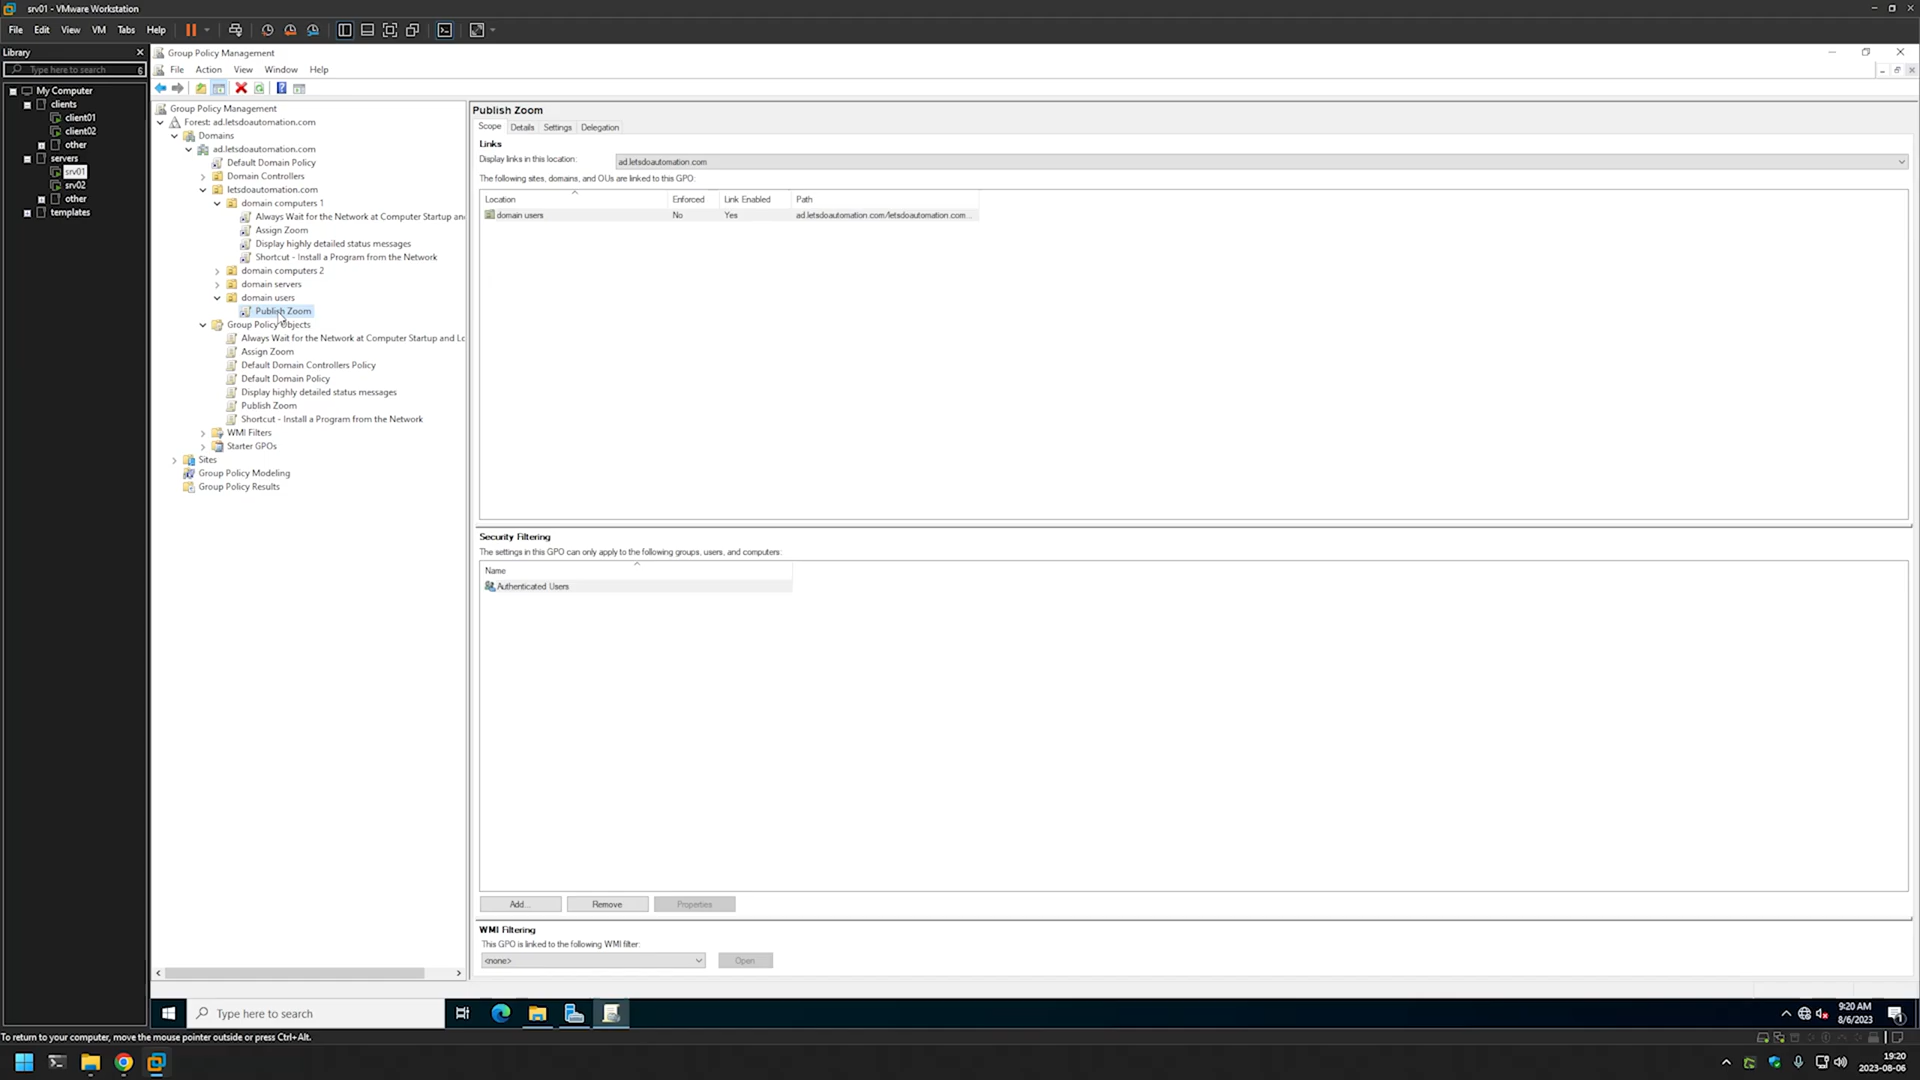 srv01 - VMware Workstation
File Edit View VM Tabs Help
Library
Type here to search
My Computer
clients
client01
client02
other
servers
srv01
srv02
other
templates
Group Policy Management
File Action View Window Help
Group Policy Management
Forest: ad.letsdoautomation.com
Domains
ad.letsdoautomation.com
Default Domain Policy
Domain Controllers
letsdoautomation.com
domain computers 1
Always Wait for the Network at Computer Startup an
Assign Zoom
Display highly detailed status messages
Shortcut - Install a Program from the Network
domain computers 2
domain servers
domain users
Publish Zoom
Group Policy Objects
Always Wait for the Network at Computer Startup and Lo
Assign Zoom
Default Domain Controllers Policy
Default Domain Policy
Display highly detailed status messages
Publish Zoom
Shortcut - Install a Program from the Network
WMI Filters
Starter GPOs
Sites
Group Policy Modeling
Group Policy Results
Publish Zoom
Scope Details Settings Delegation
Links
Display links in this location: ad.letsdoautomation.com
The following sites, domains, and OUs are linked to this GPO:
Location Enforced Link Enabled Path
domain users No Yes ad.letsdoautomation.com/letsdoautomation.com...
Security Filtering
The settings in this GPO can only apply to the following groups, users, and computers:
Name
Authenticated Users
Add... Remove Properties
WMI Filtering
This GPO is linked to the following WMI filter:
<none> Open
Type here to search
9:20 AM
8/6/2023
To return to your computer, move the mouse pointer outside or press Ctrl+Alt.
19:20
2023-08-06